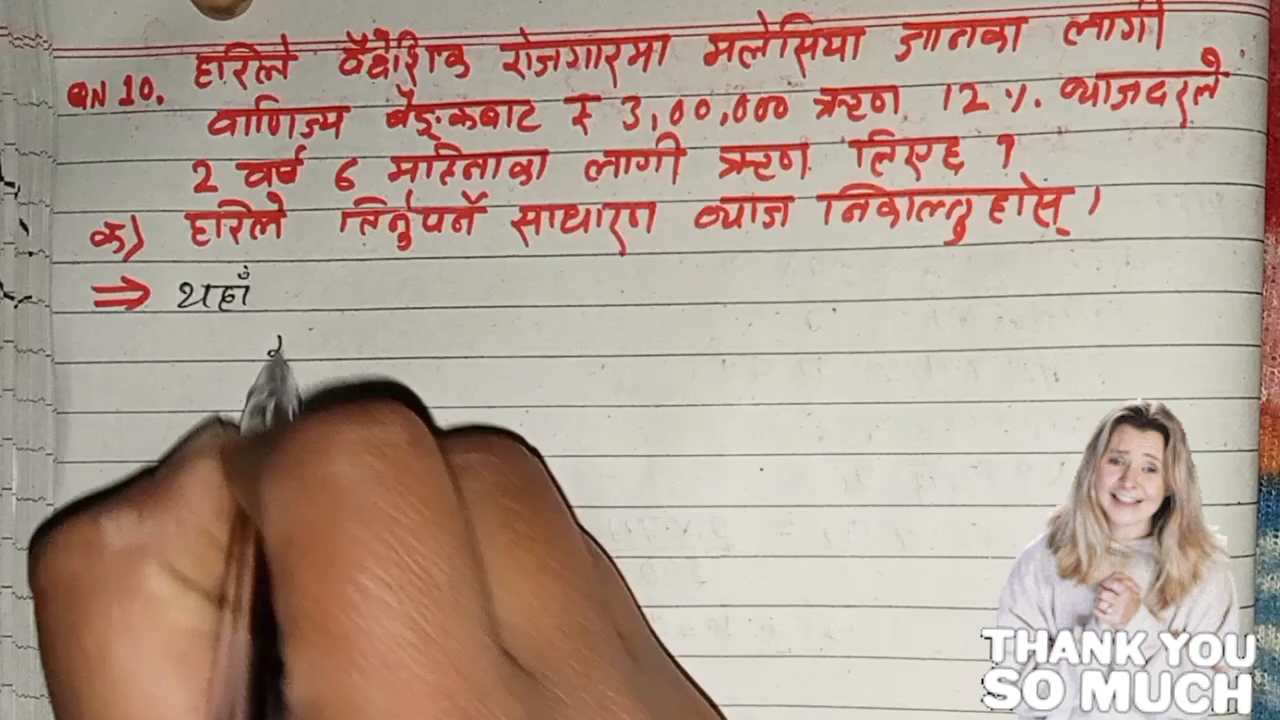 QN 10. हरिले वैदेशिक रोजगारमा मलेसिया जानका लागी
वाणिज्य बैङ्कबाट रु 3,00,000 ऋण 12%. व्याजदरले
2 वर्ष 6 महिनाका लागी ऋण लिएछ ?
क) हरिले तिर्नुपर्ने साधारण व्याज निकाल्नुहोस् ।
⇒ यहाँ
THANK YOU
SO MUCH